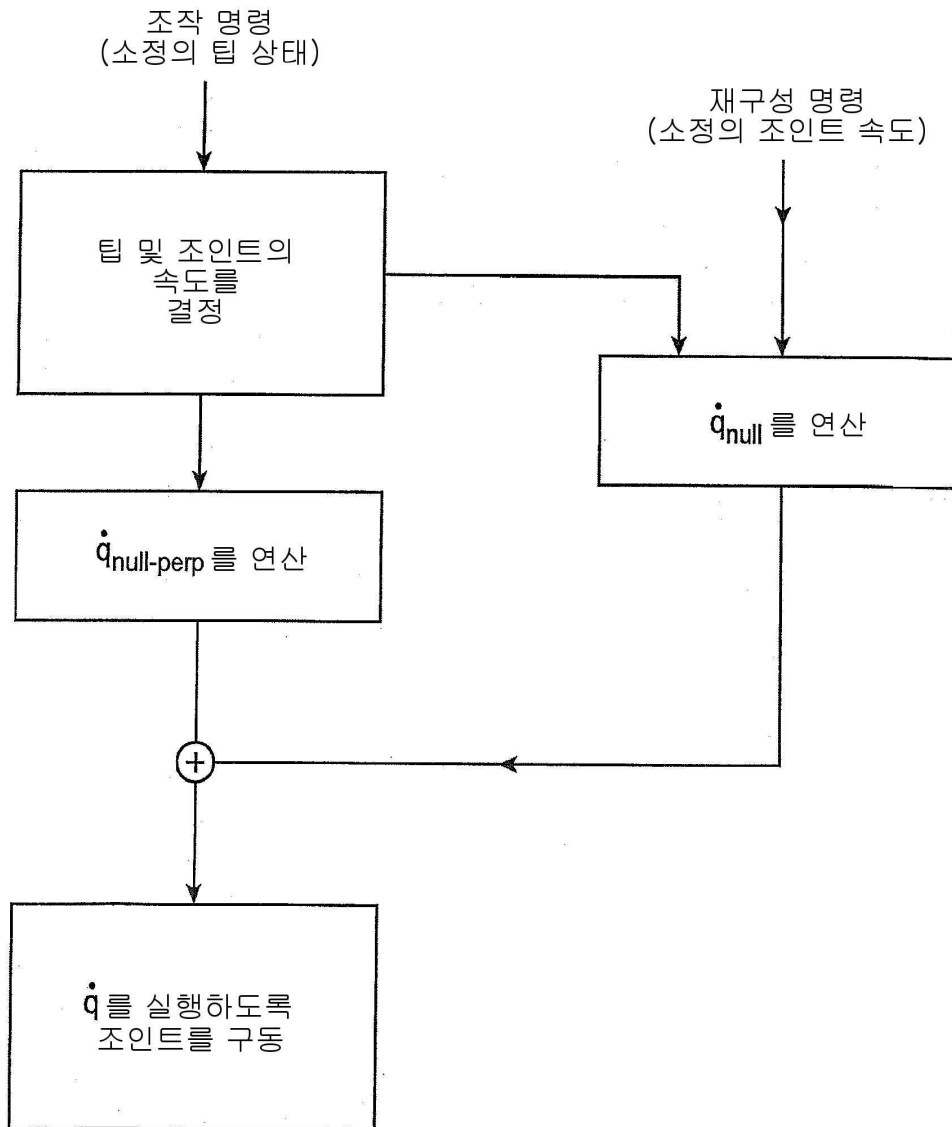 조작 명령
(소정의 팁 상태)
재구성 명령
(소정의 조인트 속도)
팁 및 조인트의
속도를
결정
q̇null 를 연산
q̇null-perp 를 연산
+
q̇ 를 실행하도록
조인트를 구동